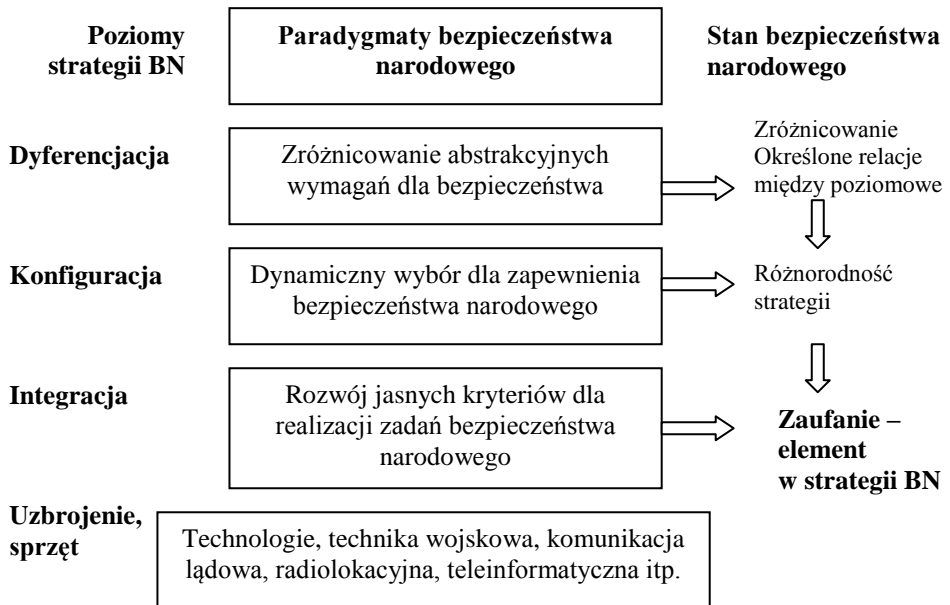 Poziomy
strategii BN
Paradygmaty bezpieczeństwa
narodowego
Stan bezpieczeństwa
narodowego
Dyferencjacja
Zróżnicowanie abstrakcyjnych
wymagań dla bezpieczeństwa
Zróżnicowanie
Określone relacje
między poziomowe
Konfiguracja
Dynamiczny wybór dla zapewnienia
bezpieczeństwa narodowego
Różnorodność
strategii
Integracja
Rozwój jasnych kryteriów dla
realizacji zadań bezpieczeństwa
narodowego
Zaufanie –
element
w strategii BN
Uzbrojenie,
sprzęt
Technologie, technika wojskowa, komunikacja
lądowa, radiolokacyjna, teleinformatyczna itp.